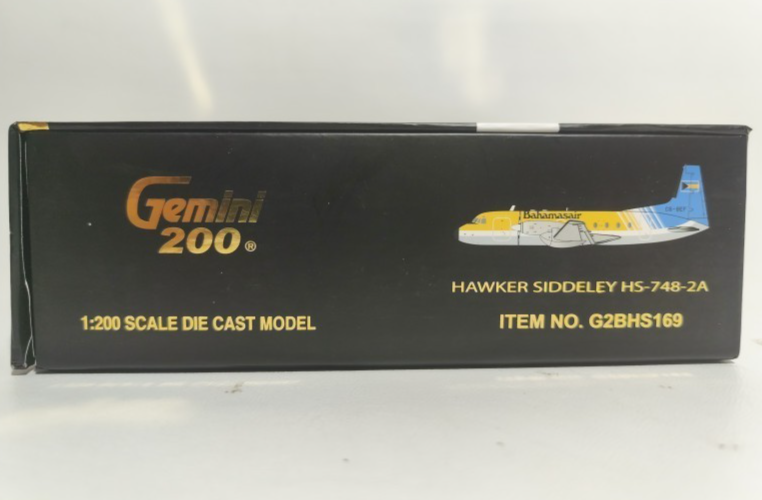 Gemini
200®
Bahamasair
HAWKER SIDDELEY HS-748-2A
1:200 SCALE DIE CAST MODEL
ITEM NO. G2BHS169